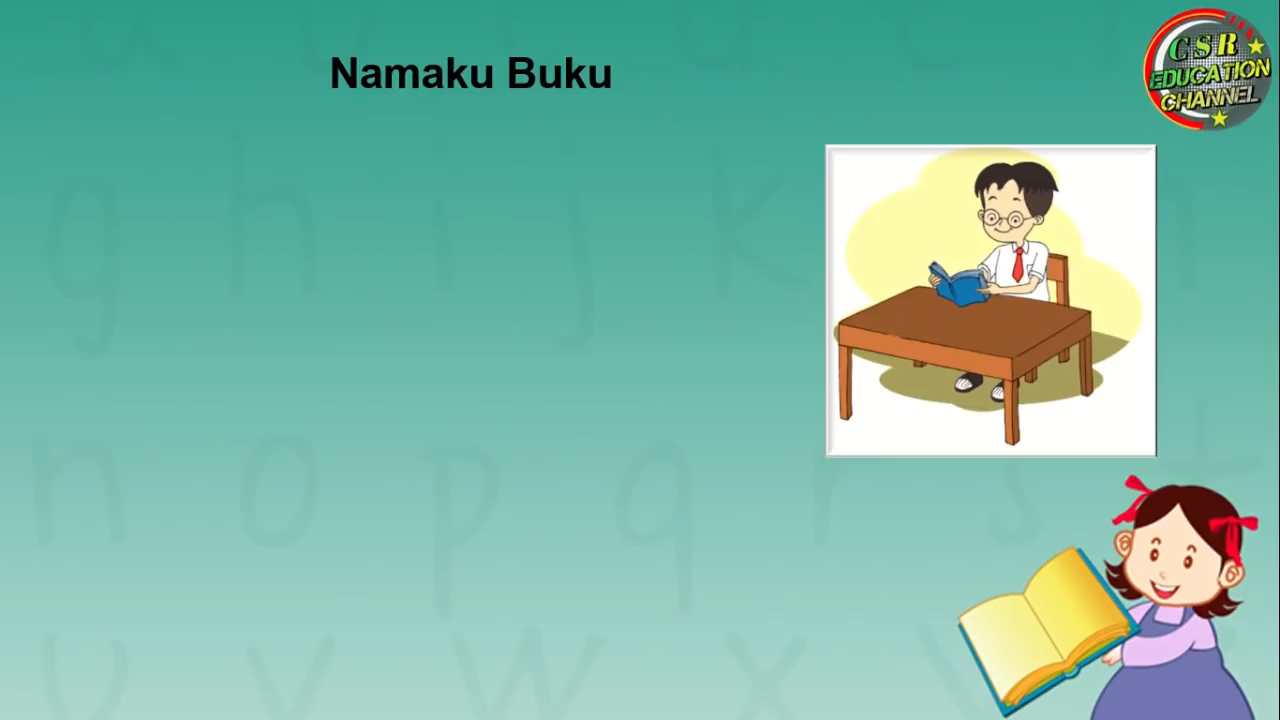 Namaku Buku
CSR
EDUCATION
CHANNEL
g h i j k
n o p q r s t
u v w x